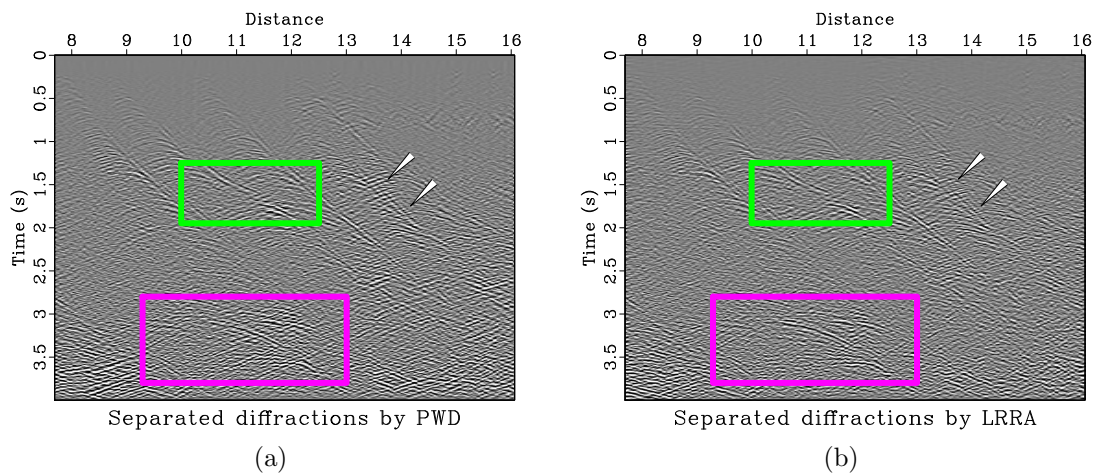 Distance
8 9 10 11 12 13 14 15 16
0
0.5
1
1.5
2
2.5
3
3.5
Time (s)
Separated diffractions by PWD
(a)
Distance
8 9 10 11 12 13 14 15 16
0
0.5
1
1.5
2
2.5
3
3.5
Time (s)
Separated diffractions by LRRA
(b)